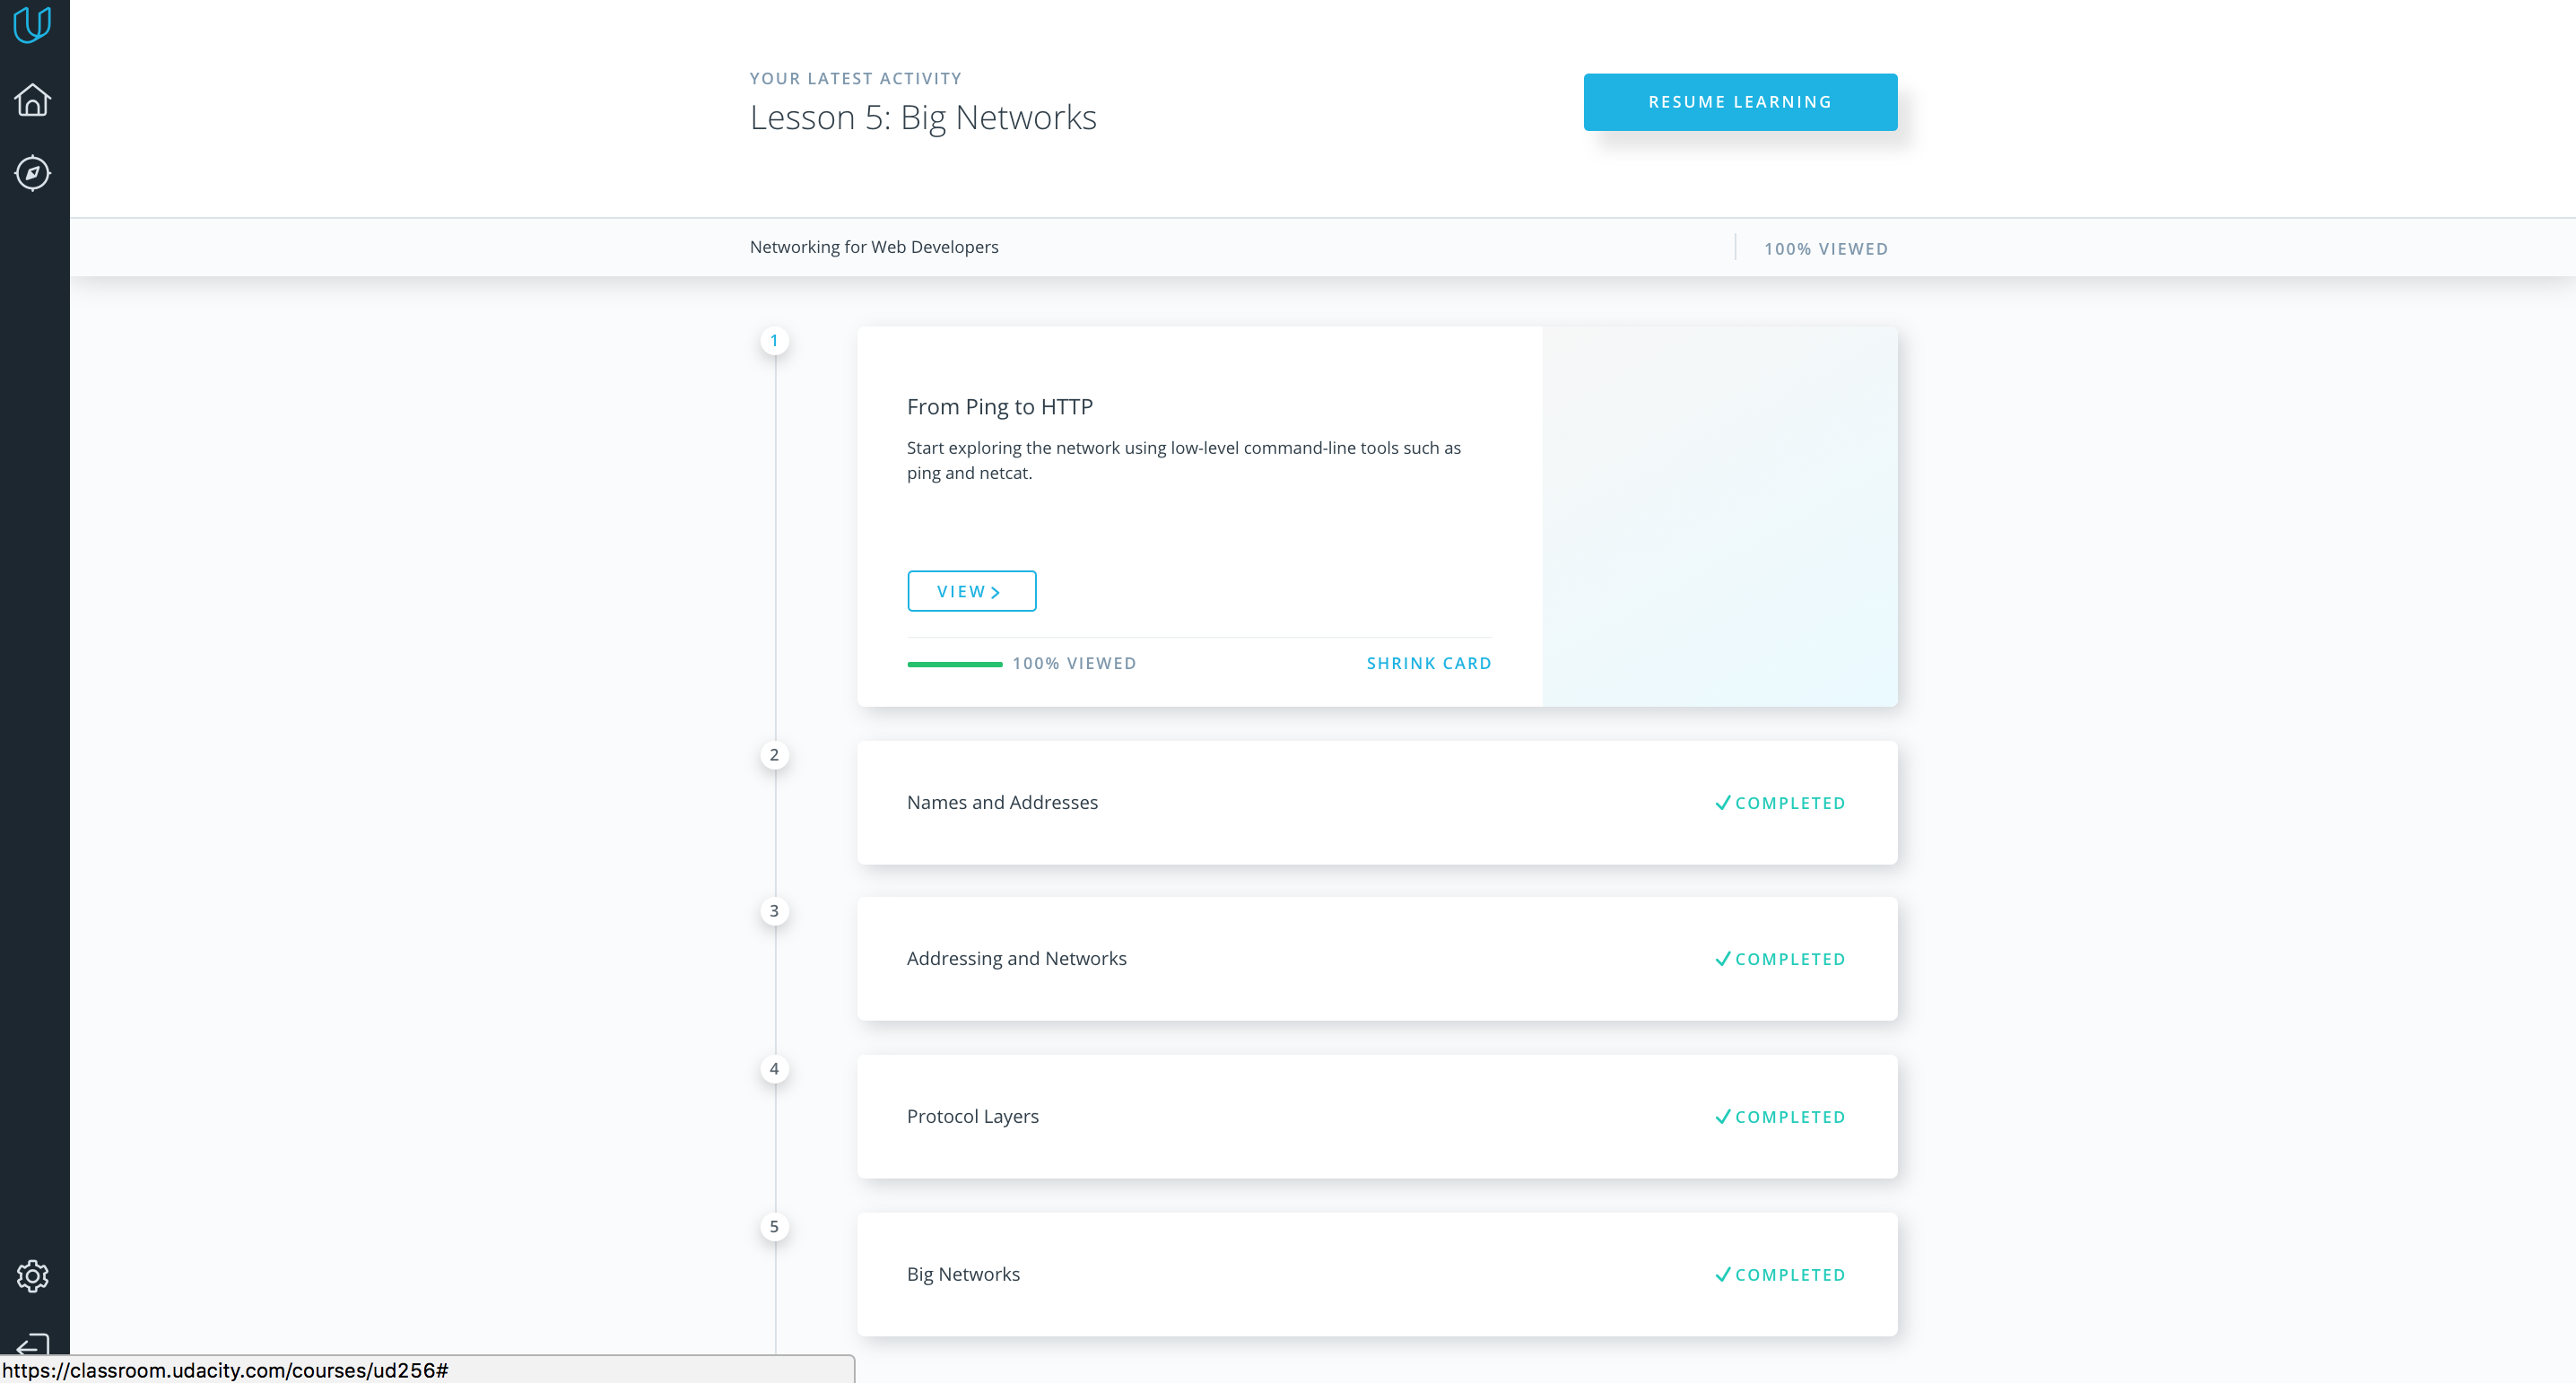 YOUR LATEST ACTIVITY
Lesson 5: Big Networks
RESUME LEARNING
Networking for Web Developers
100% VIEWED
1
From Ping to HTTP
Start exploring the network using low-level command-line tools such as
ping and netcat.
VIEW
100% VIEWED
SHRINK CARD
2
Names and Addresses
COMPLETED
3
Addressing and Networks
COMPLETED
4
Protocol Layers
COMPLETED
5
Big Networks
COMPLETED
https://classroom.udacity.com/courses/ud256#